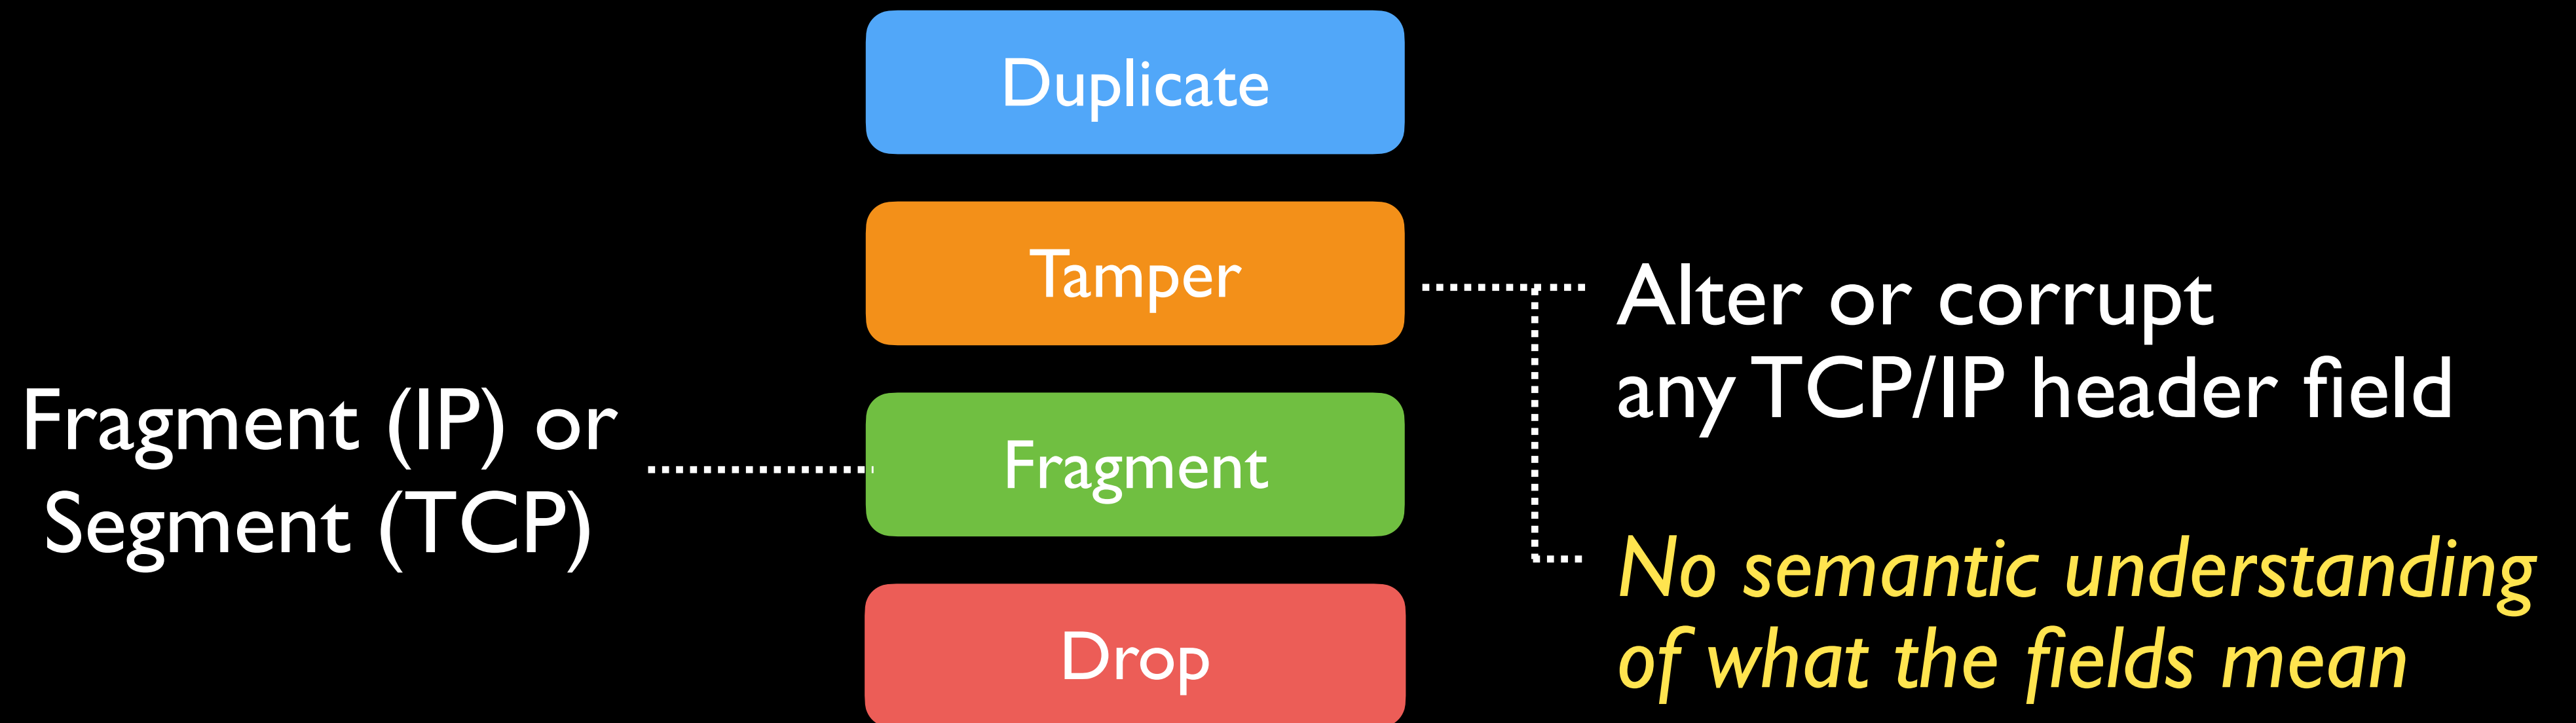 Duplicate
Tamper
Alter or corrupt
any TCP/IP header field
Fragment (IP) or
Segment (TCP)
Fragment
No semantic understanding
of what the fields mean
Drop